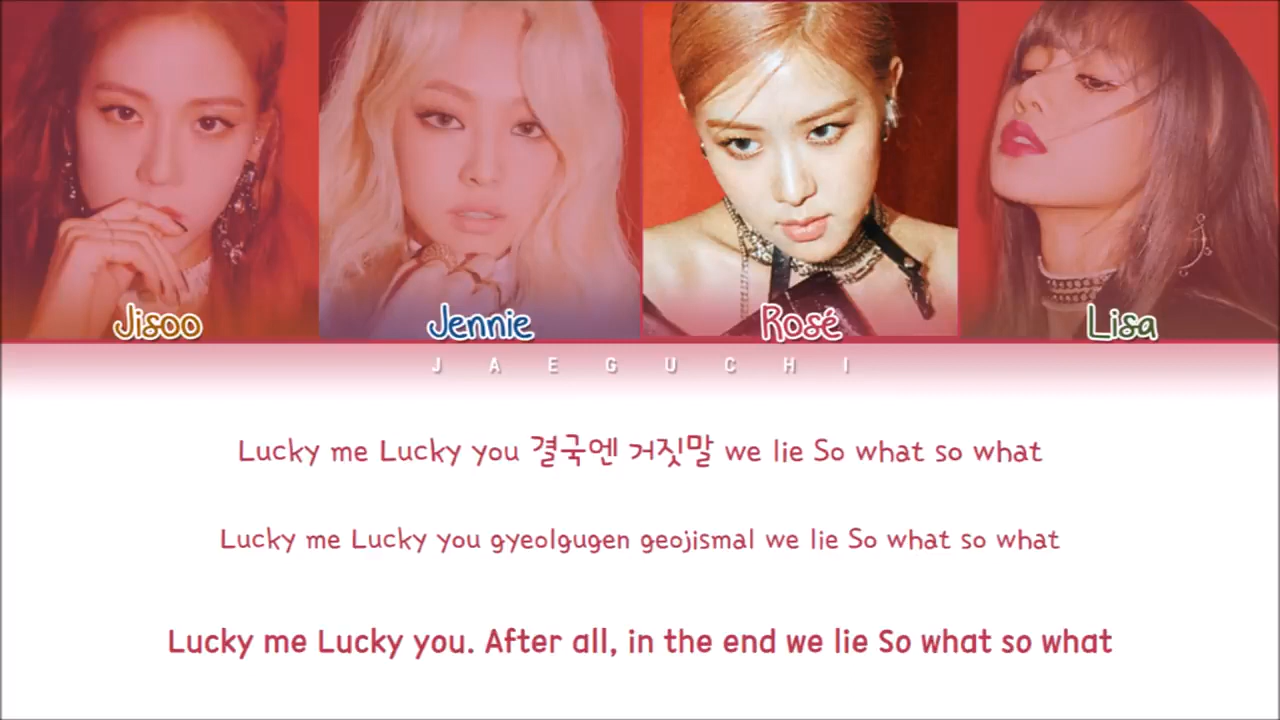 Jisoo Jennie Rosé Lisa
JAEGUCHI
Lucky me Lucky you 결국엔 거짓말 we lie So what so what
Lucky me Lucky you gyeolgugen geojismal we lie So what so what
Lucky me Lucky you. After all, in the end we lie So what so what